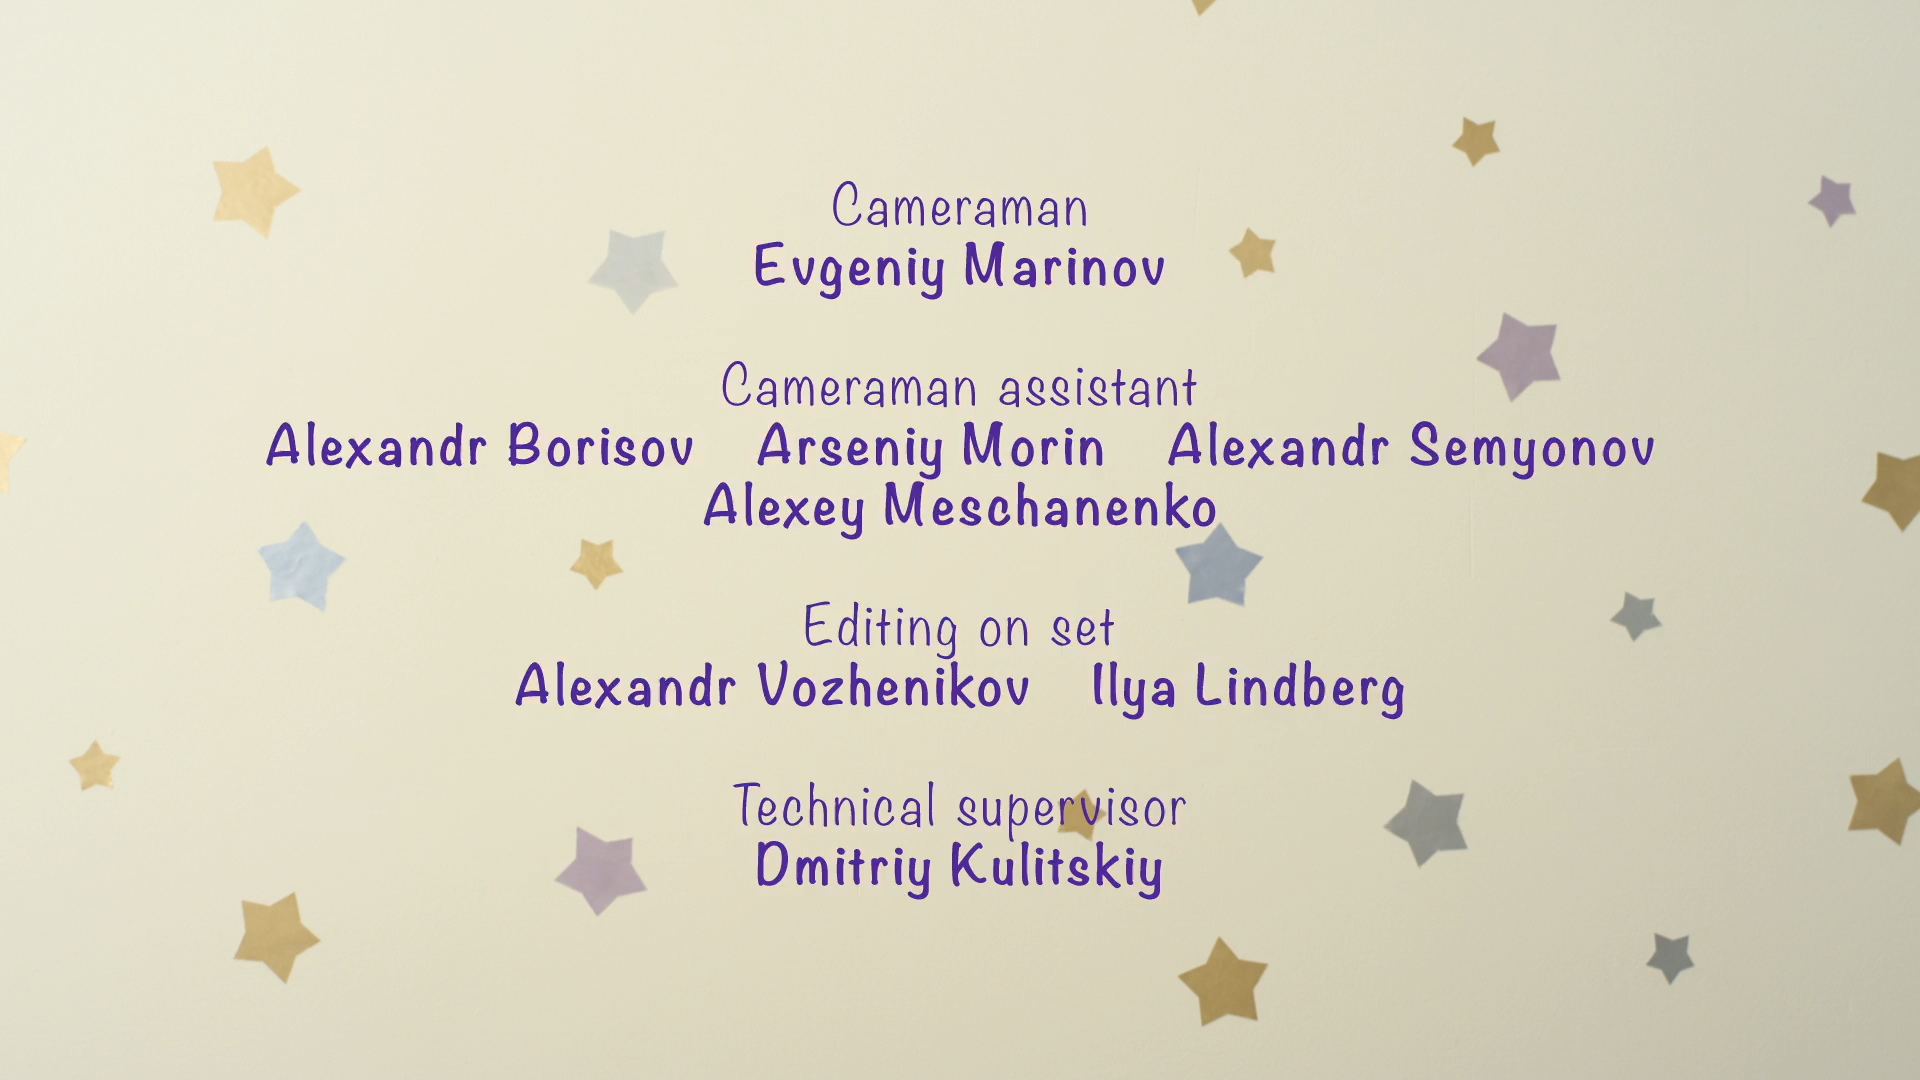 Cameraman
Evgeniy Marinov
Cameraman assistant
Alexandr Borisov Arseniy Morin Alexandr Semyonov
Alexey Meschanenko
Editing on set
Alexandr Vozhenikov Ilya Lindberg
Technical supervisor
Dmitriy Kulitskiy